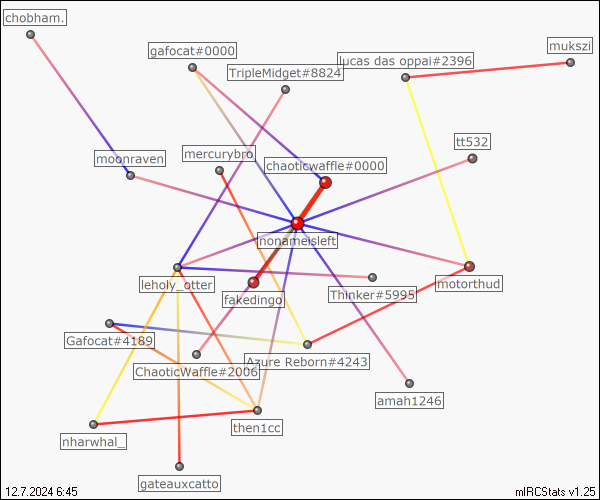 chobham.
gafocat#0000
mukszi
lucas das oppai#2396
TripleMidget#8824
tt532
mercurybro
moonraven
chaoticwaffle#0000
nonameisleft
leholy_otter
motorthud
Thinker#5995
fakedingo
Gafocat#4189
Azure Reborn#4243
ChaoticWaffle#2006
amah1246
then1cc
nharwhal_
gateauxcatto
12.7.2024 6:45
mIRCStats v1.25